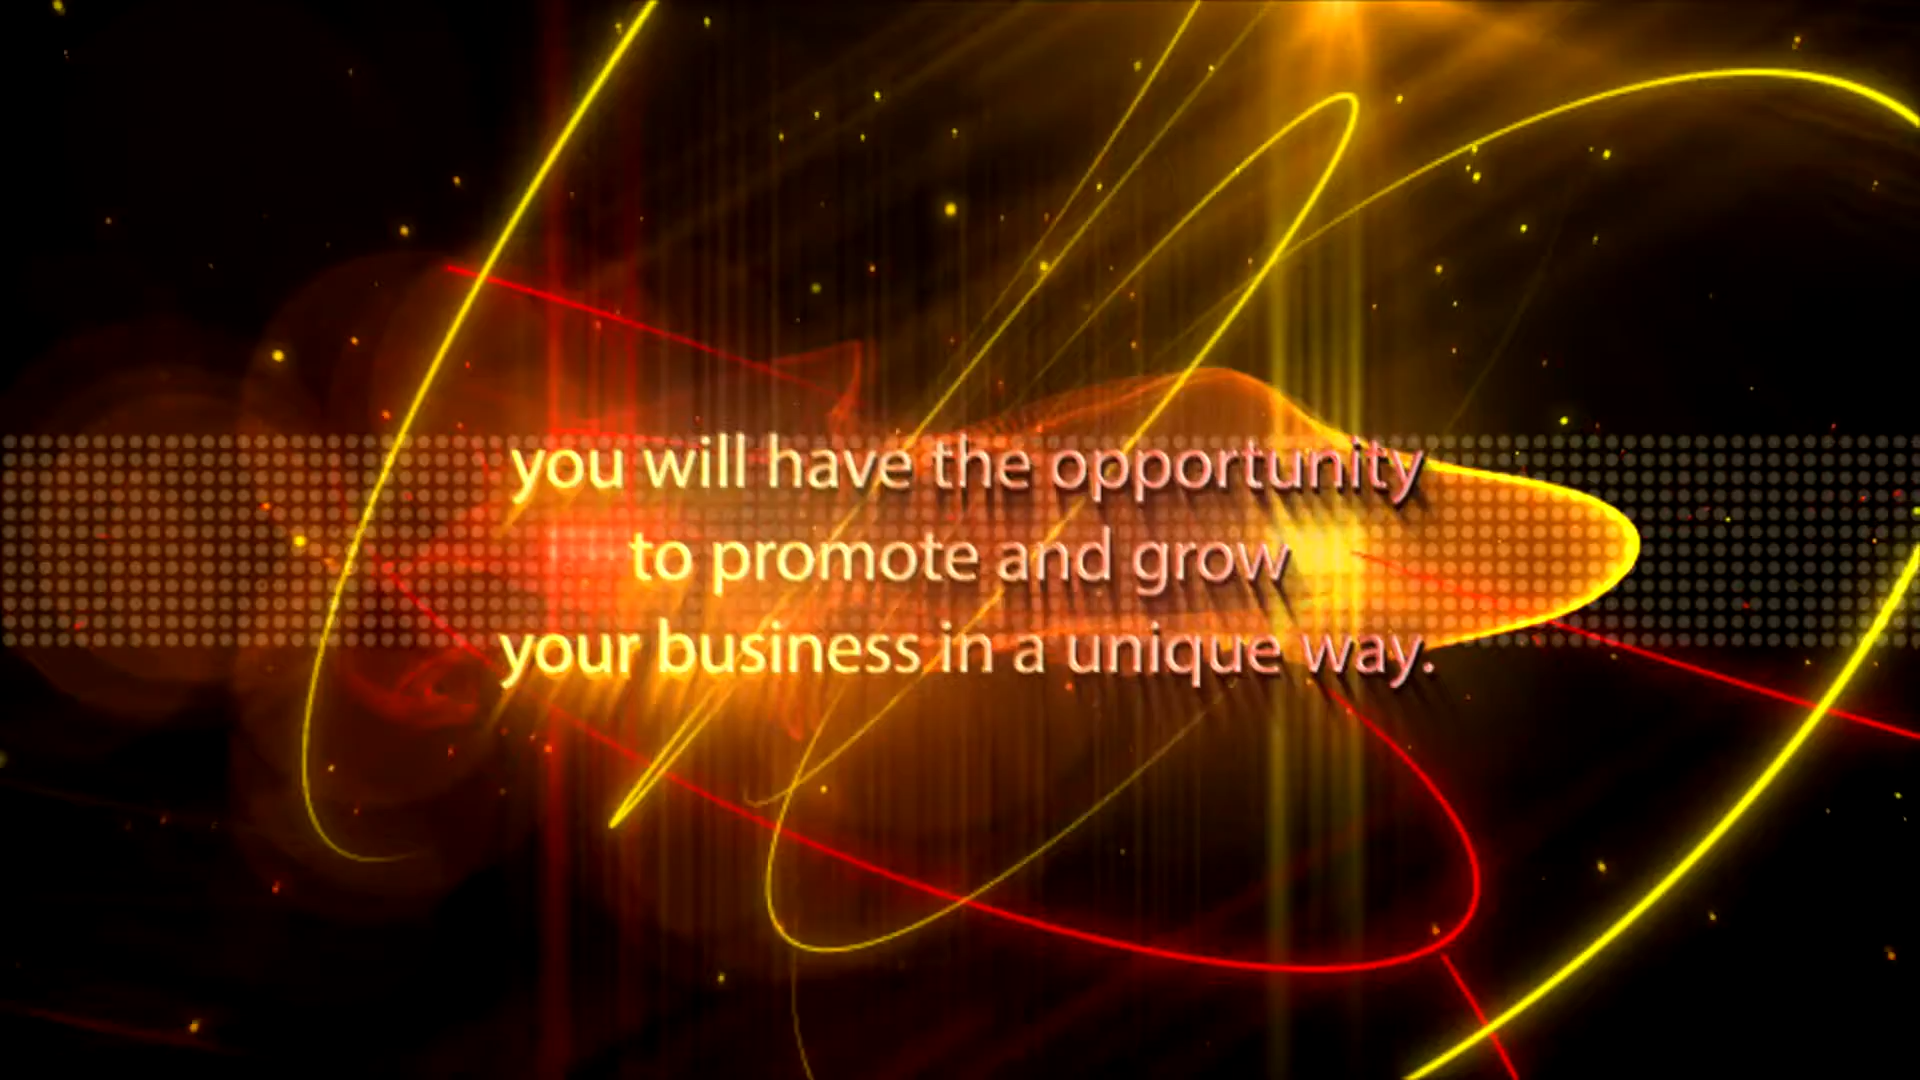 you will have the opportunity
to promote and grow
your business in a unique way.